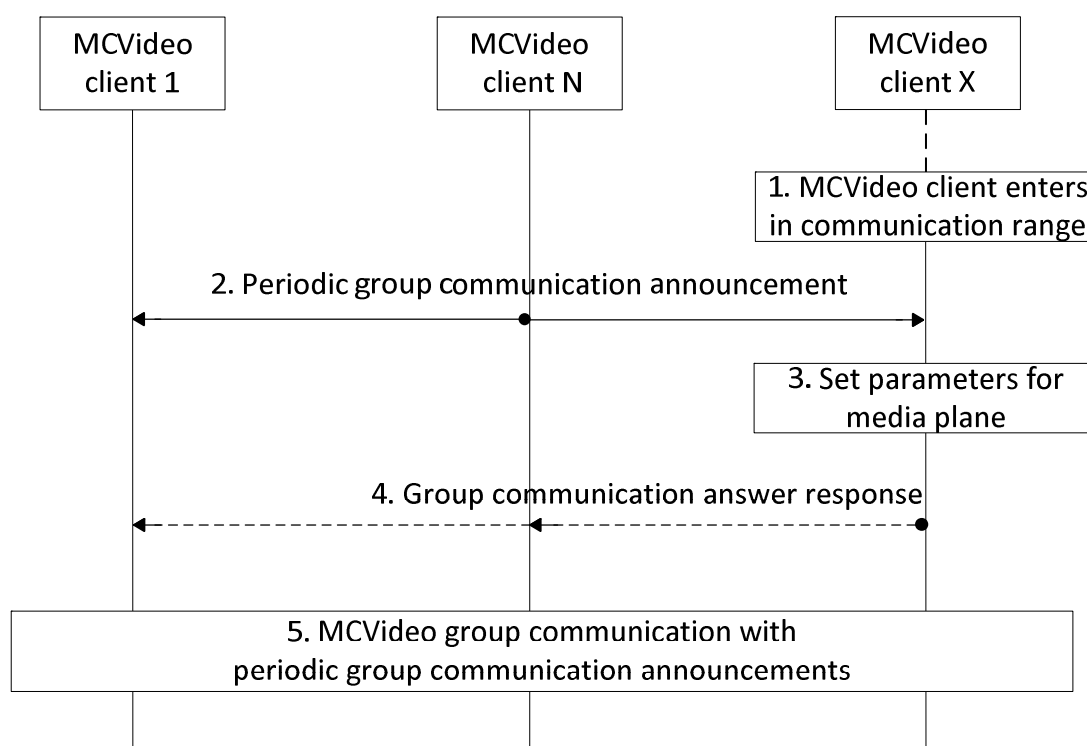 MCVideo
client 1
MCVideo
client N
MCVideo
client X
1. MCVideo client enters
in communication range
2. Periodic group communication announcement
3. Set parameters for
media plane
4. Group communication answer response
5. MCVideo group communication with
periodic group communication announcements